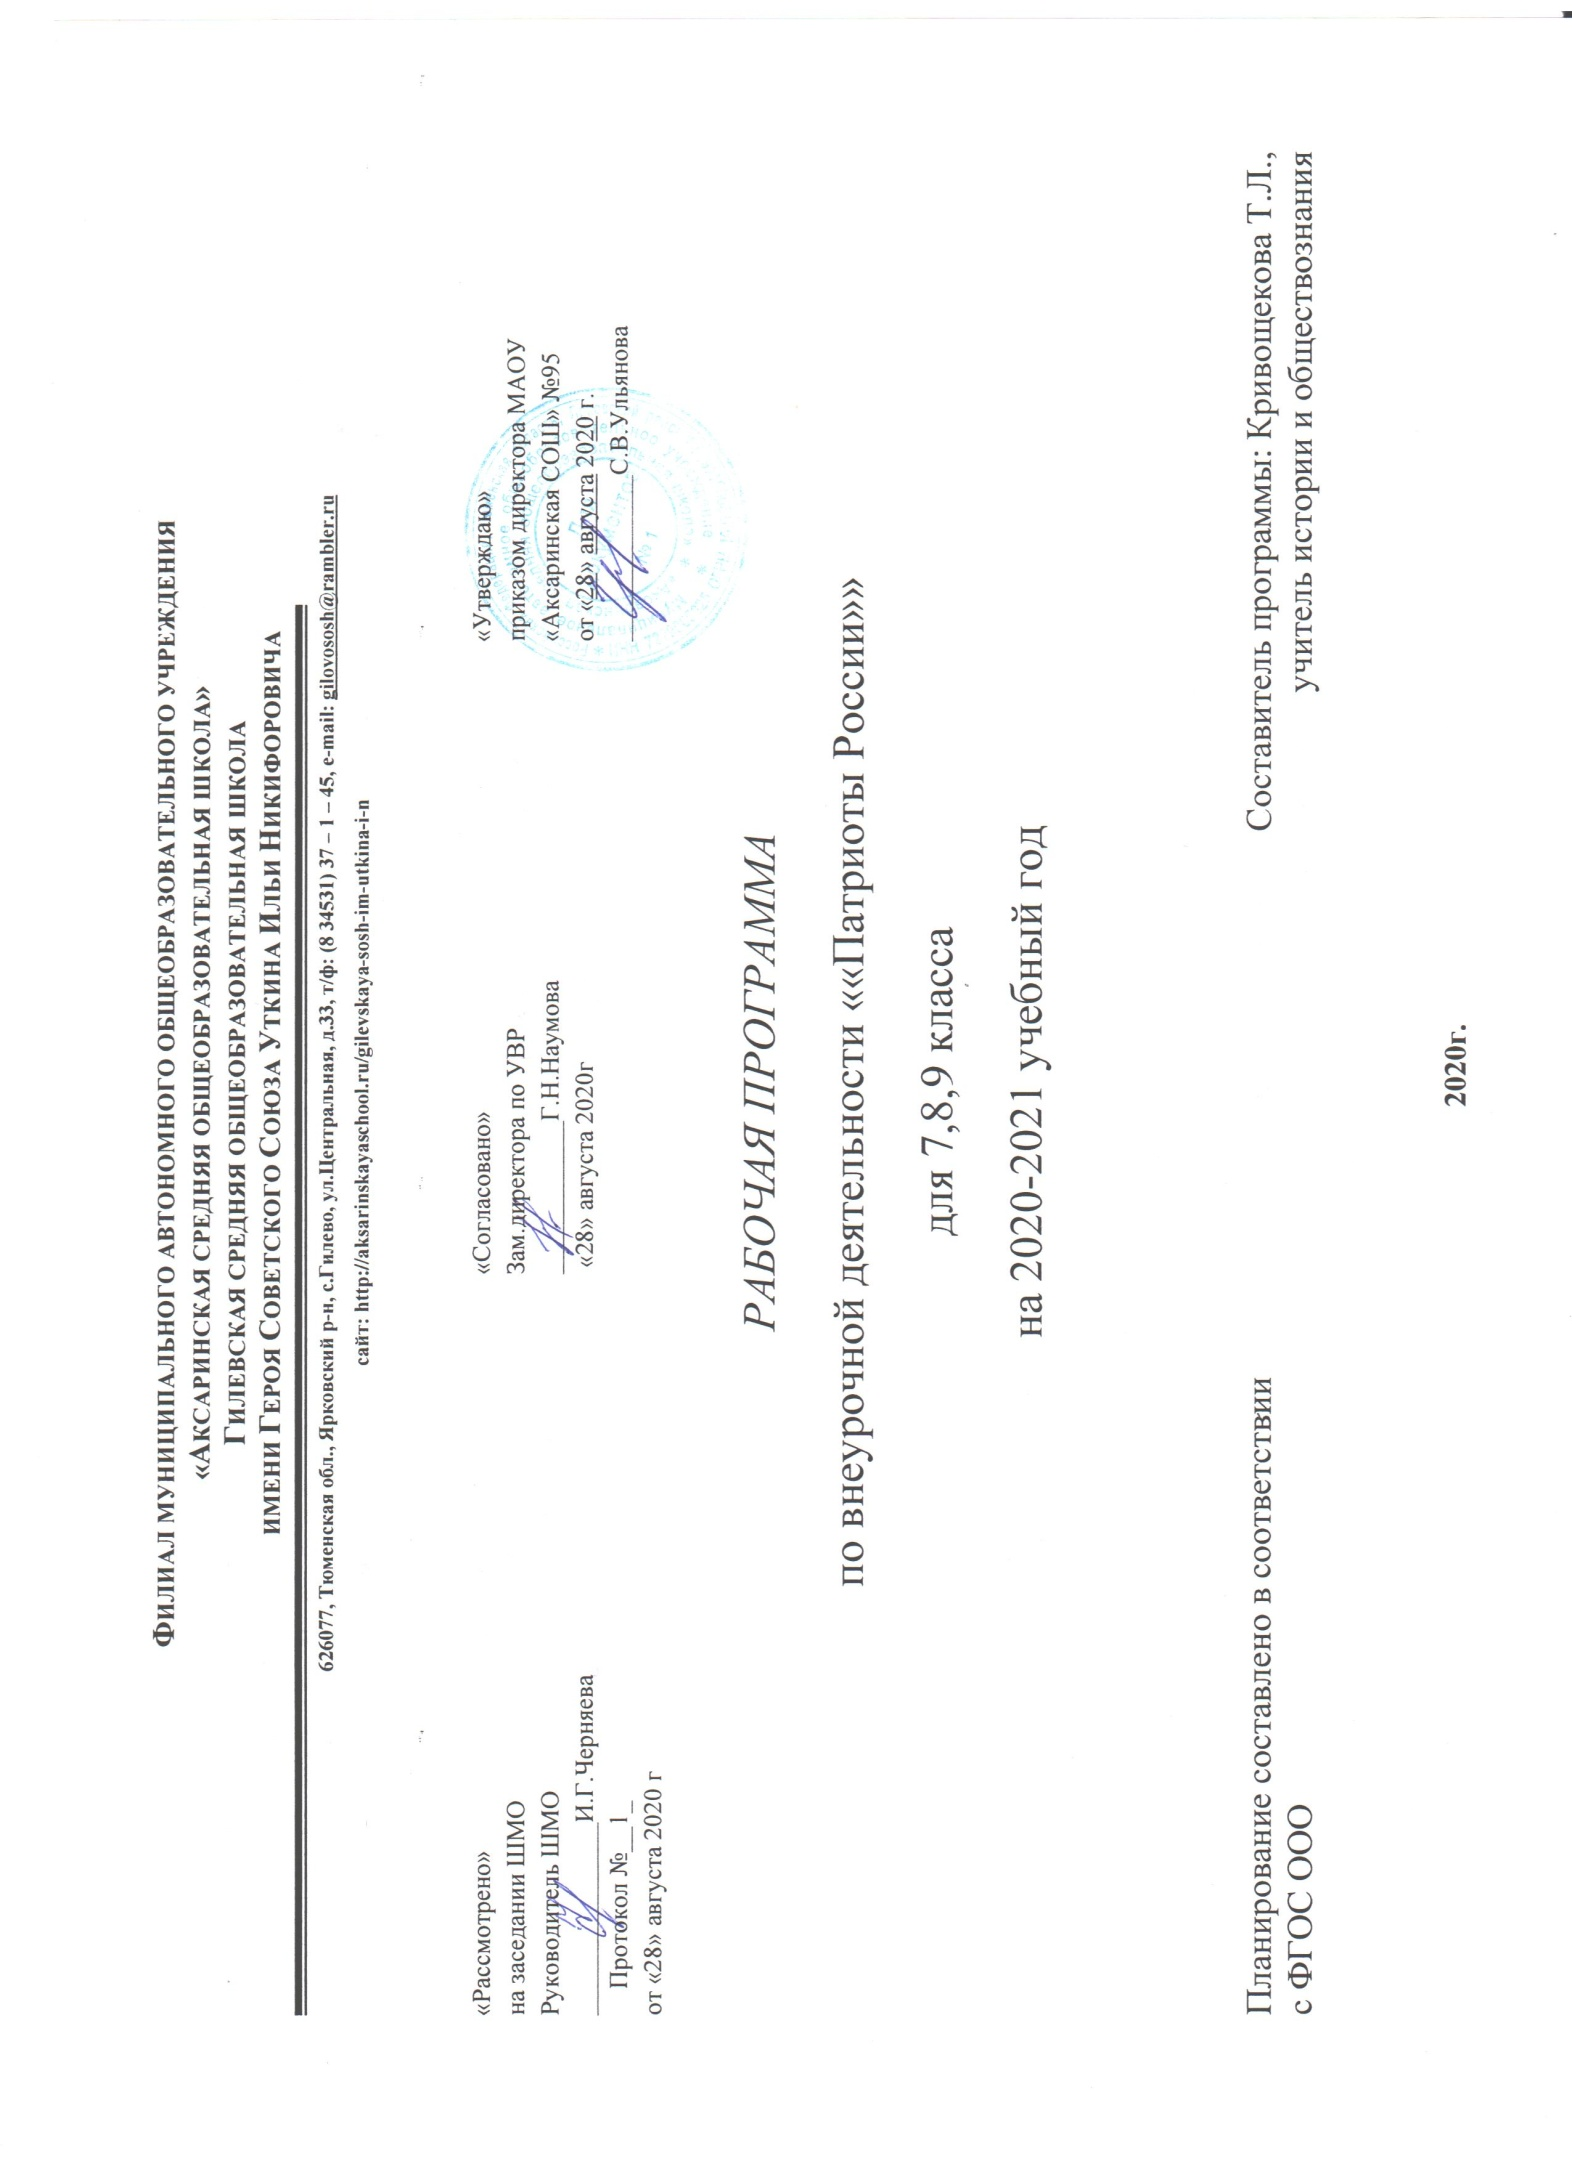 ФИЛИАЛ МУНИЦИПАЛЬНОГО АВТОНОМНОГО ОБЩЕОБРАЗОВАТЕЛЬНОГО УЧРЕЖДЕНИЯ
«АКСАРИНСКАЯ СРЕДНЯЯ ОБЩЕОБРАЗОВАТЕЛЬНАЯ ШКОЛА»
ГИЛЕВСКАЯ СРЕДНЯЯ ОБЩЕОБРАЗОВАТЕЛЬНАЯ ШКОЛА
ИМЕНИ ГЕРОЯ СОВЕТСКОГО СОЮЗА УТКИНА ИЛЬИ НИКИФОРОВИЧА
626077, Тюменская обл., Ярковский р-н, с.Гилево, ул.Центральная, д.33, т/ф: (8 34531) 37 – 1 – 45, e-mail: gilovososh@rambler.ru
сайт: http://aksarinskayaschool.ru/gilevskaya-sosh-im-utkina-i-n
«Рассмотрено»
на заседании ШМО
Руководитель ШМО
И.Г.Черняева
Протокол №__1_
от «28» августа 2020 г
«Согласовано»
Зам.директора по УВР
Г.Н.Наумова
«28» августа 2020г
«Утверждаю»
приказом директора МАОУ
«Аксаринская СОШ» №95
от «28» августа 2020 г.
С.В.Ульянова
РАБОЧАЯ ПРОГРАММА
по внеурочной деятельности ««Патриоты России»»
для 7,8,9 класса
на 2020-2021 учебный год
Планирование составлено в соответствии
с ФГОС ООО
Составитель программы: Кривощекова Т.Л.,
учитель истории и обществознания
2020г.